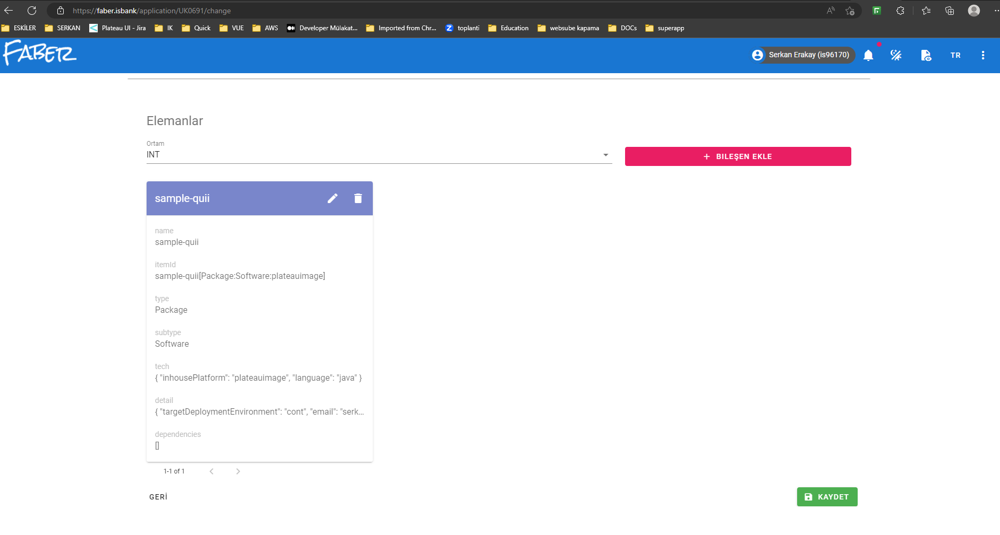 https://faber.isbank/application/UK0691/change
ESKİLER SERKAN Plateau UI - Jira IK Quick VUE AWS Developer Mülakat... Imported from Chr... toplanti Education websube kapama DOCs superapp
FABER Serkan Erakay (is96170) TR
Elemanlar
Ortam
INT
+ BILEŞEN EKLE
sample-quii
name
sample-quii
itemId
sample-quii[Package:Software:plateauimage]
type
Package
subtype
Software
tech
{ "inhousePlatform": "plateauimage", "language": "java" }
detail
{ "targetDeploymentEnvironment": "cont", "email": "serk...
dependencies
[]
1-1 of 1
GERİ
KAYDET